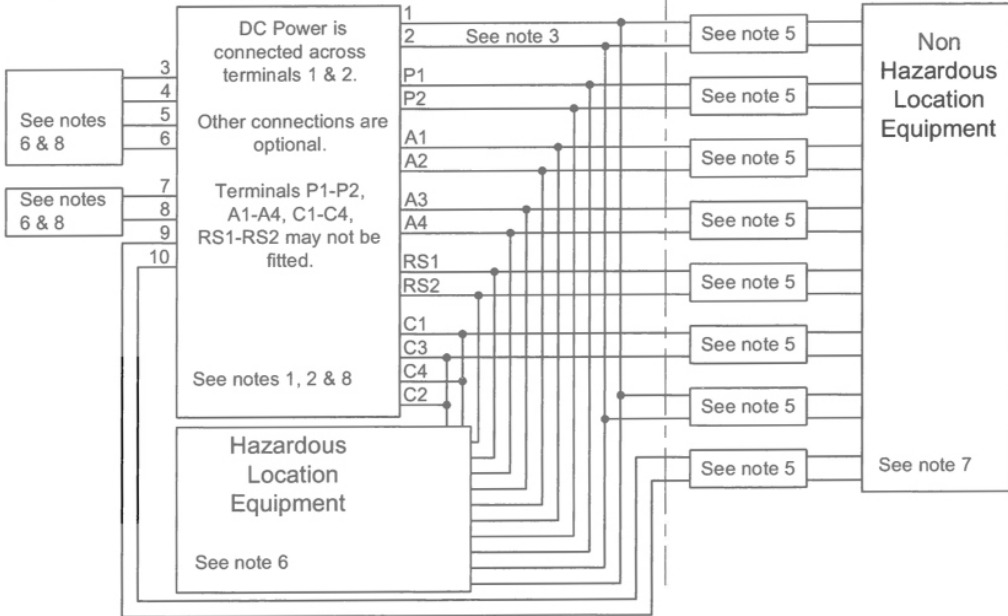 DC Power is
connected across
terminals 1 & 2.
Other connections are
optional.
Terminals P1-P2,
A1-A4, C1-C4,
RS1-RS2 may not be
fitted.
See notes 1, 2 & 8
See notes
6 & 8
See notes
6 & 8
3
4
5
6
7
8
9
10
1
2
See note 3
P1
P2
A1
A2
A3
A4
RS1
RS2
C1
C3
C4
C2
See note 5
See note 5
See note 5
See note 5
See note 5
See note 5
See note 5
See note 5
Non
Hazardous
Location
Equipment
See note 7
Hazardous
Location
Equipment
See note 6